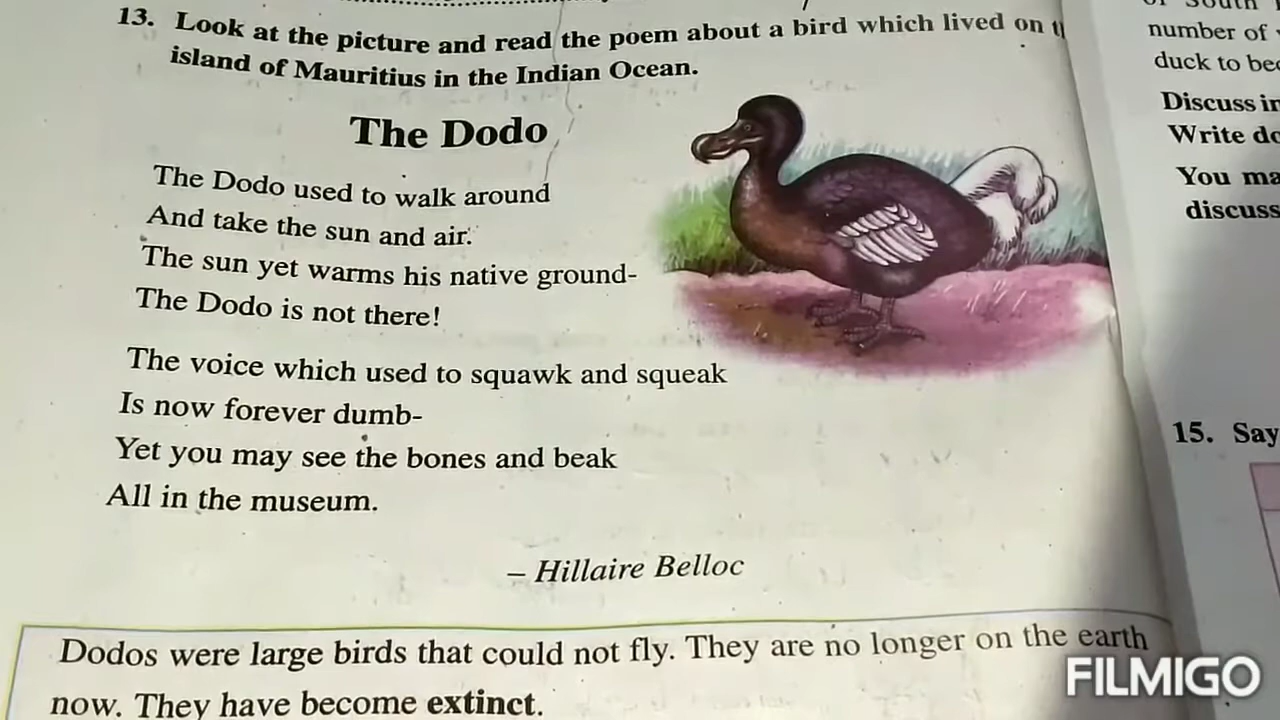 13. Look at the picture and read the poem about a bird which lived on
island of Mauritius in the Indian Ocean.
The Dodo
The Dodo used to walk around
And take the sun and air.
The sun yet warms his native ground-
The Dodo is not there!
The voice which used to squawk and squeak
Is now forever dumb-
Yet you may see the bones and beak
All in the museum.
– Hillaire Belloc
Dodos were large birds that could not fly. They are no longer on the earth
now. They have become extinct.
number of
duck to
Discuss
Write
You
discuss
15. Say
FILMIGO